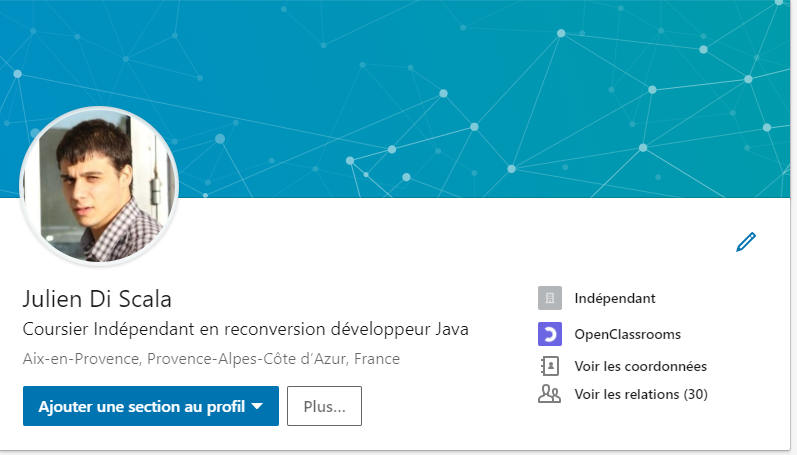 Julien Di Scala
Coursier Indépendant en reconversion développeur Java
Aix-en-Provence, Provence-Alpes-Côte d’Azur, France
Ajouter une section au profil
Plus...
Indépendant
OpenClassrooms
Voir les coordonnées
Voir les relations (30)